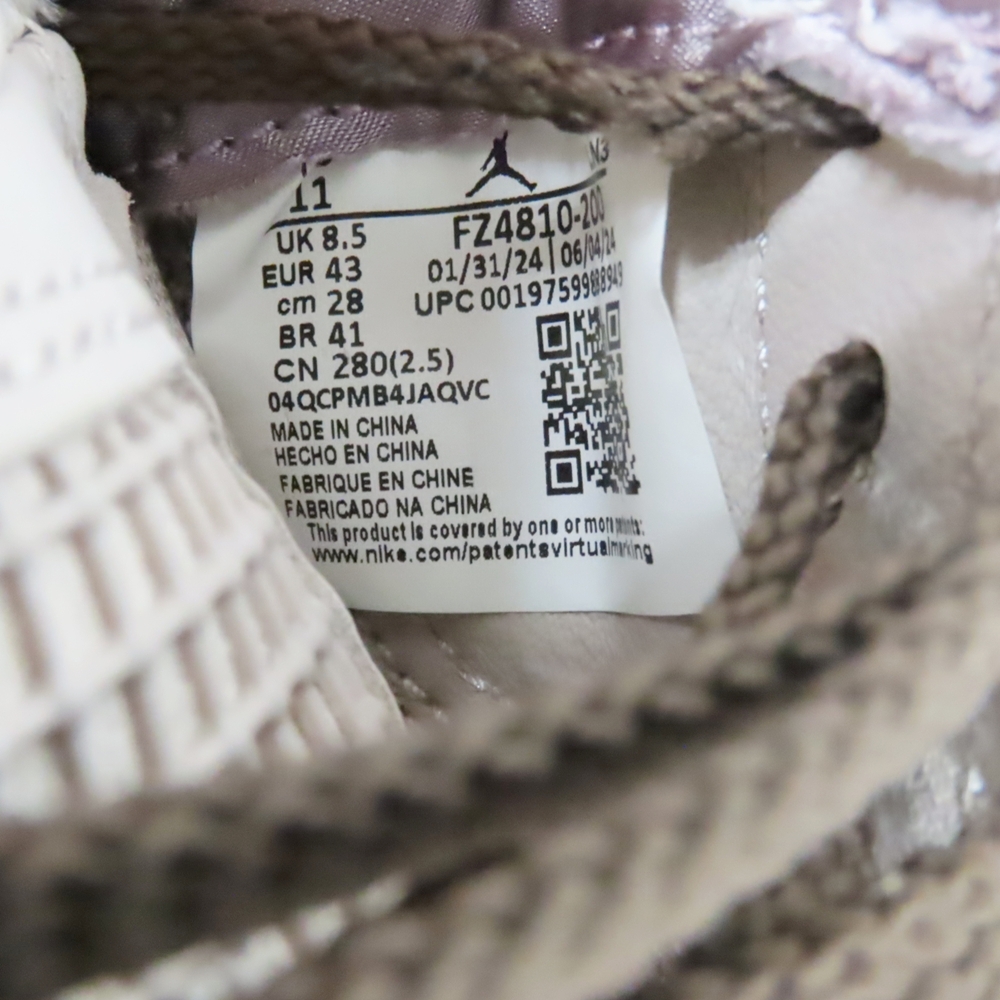 11
UK 8.5
EUR 43
cm 28
BR 41
CN 280(2.5)
FZ4810-200
01/31/24 | 06/04/24
UPC
04QCPMB4JAQVC
MADE IN CHINA
HECHO EN CHINA
FABRIQUE EN CHINE
FABRICADO NA CHINA
This product is covered by one or more patents:
www.nike.com/patentsvirtualmarking